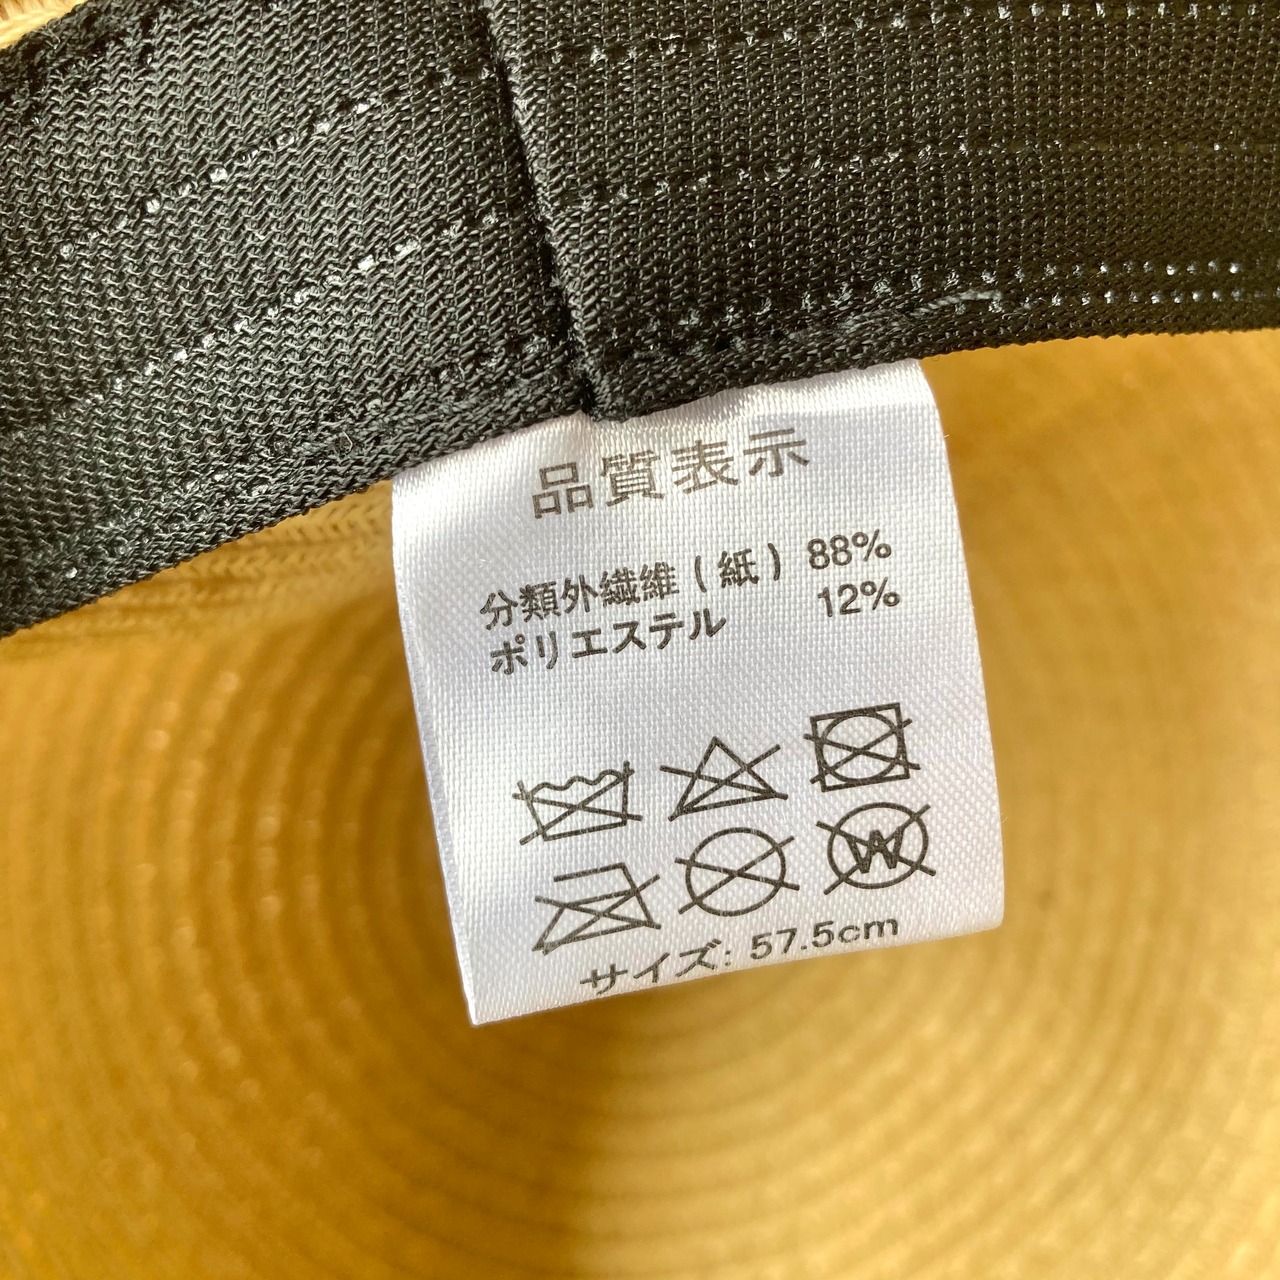 品質表示
分類外繊維(紙) 88%
ポリエステル 12%
W
サイズ: 57.5cm